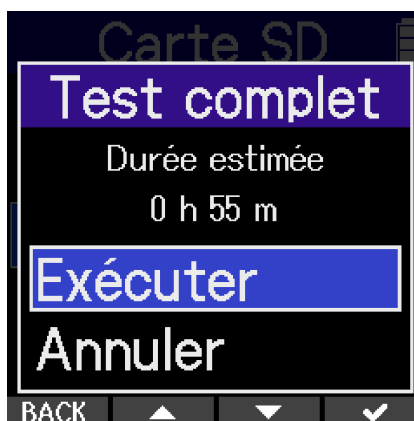 Carte SD
Test complet
Durée estimée
0 h 55 m
Exécuter
Annuler
BACK